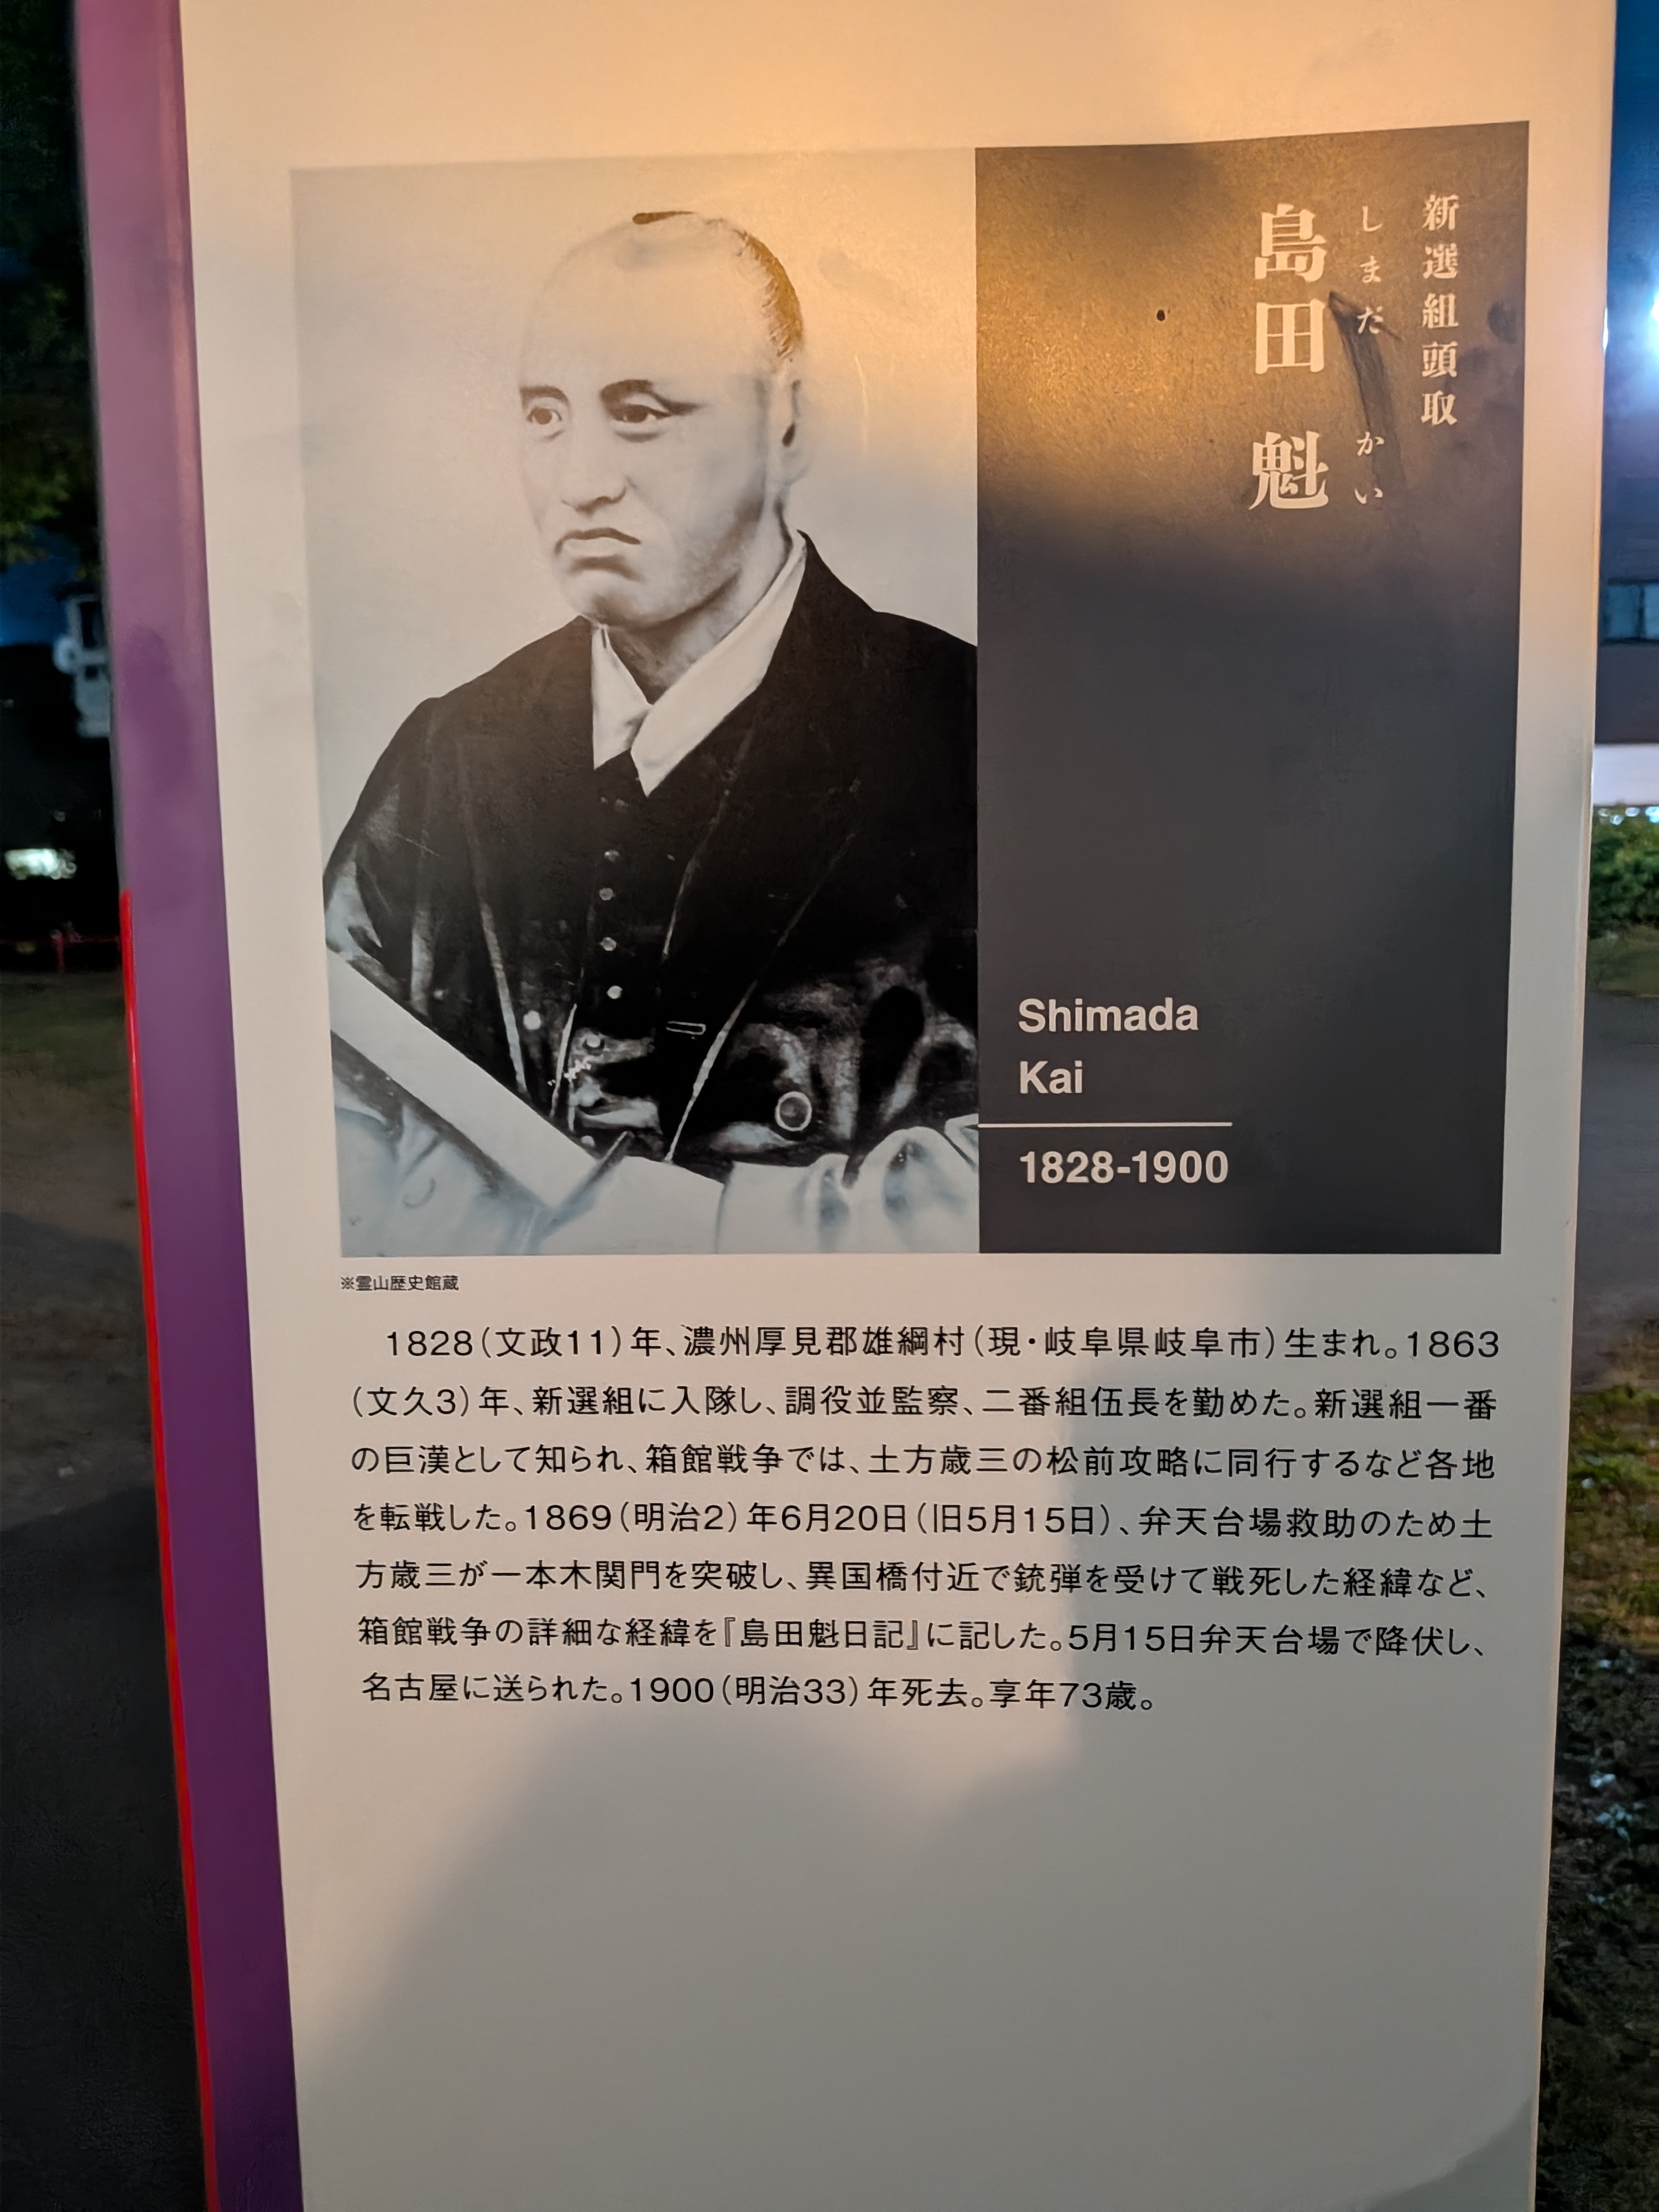 新選組頭取
しまだ かい
島田 魁
Shimada
Kai
1828-1900
※霊山歴史館蔵
1828(文政11)年、濃州厚見郡雄綱村(現・岐阜県岐阜市)生まれ。1863
(文久3)年、新選組に入隊し、調役並監察、二番組伍長を勤めた。新選組一番
の巨漢として知られ、箱館戦争では、土方歳三の松前攻略に同行するなど各地
を転戦した。1869(明治2)年6月20日(旧5月15日)、弁天台場救助のため土
方歳三が一本木関門を突破し、異国橋付近で銃弾を受けて戦死した経緯など、
箱館戦争の詳細な経緯を『島田魁日記』に記した。5月15日弁天台場で降伏し、
名古屋に送られた。1900(明治33)年死去。享年73歳。